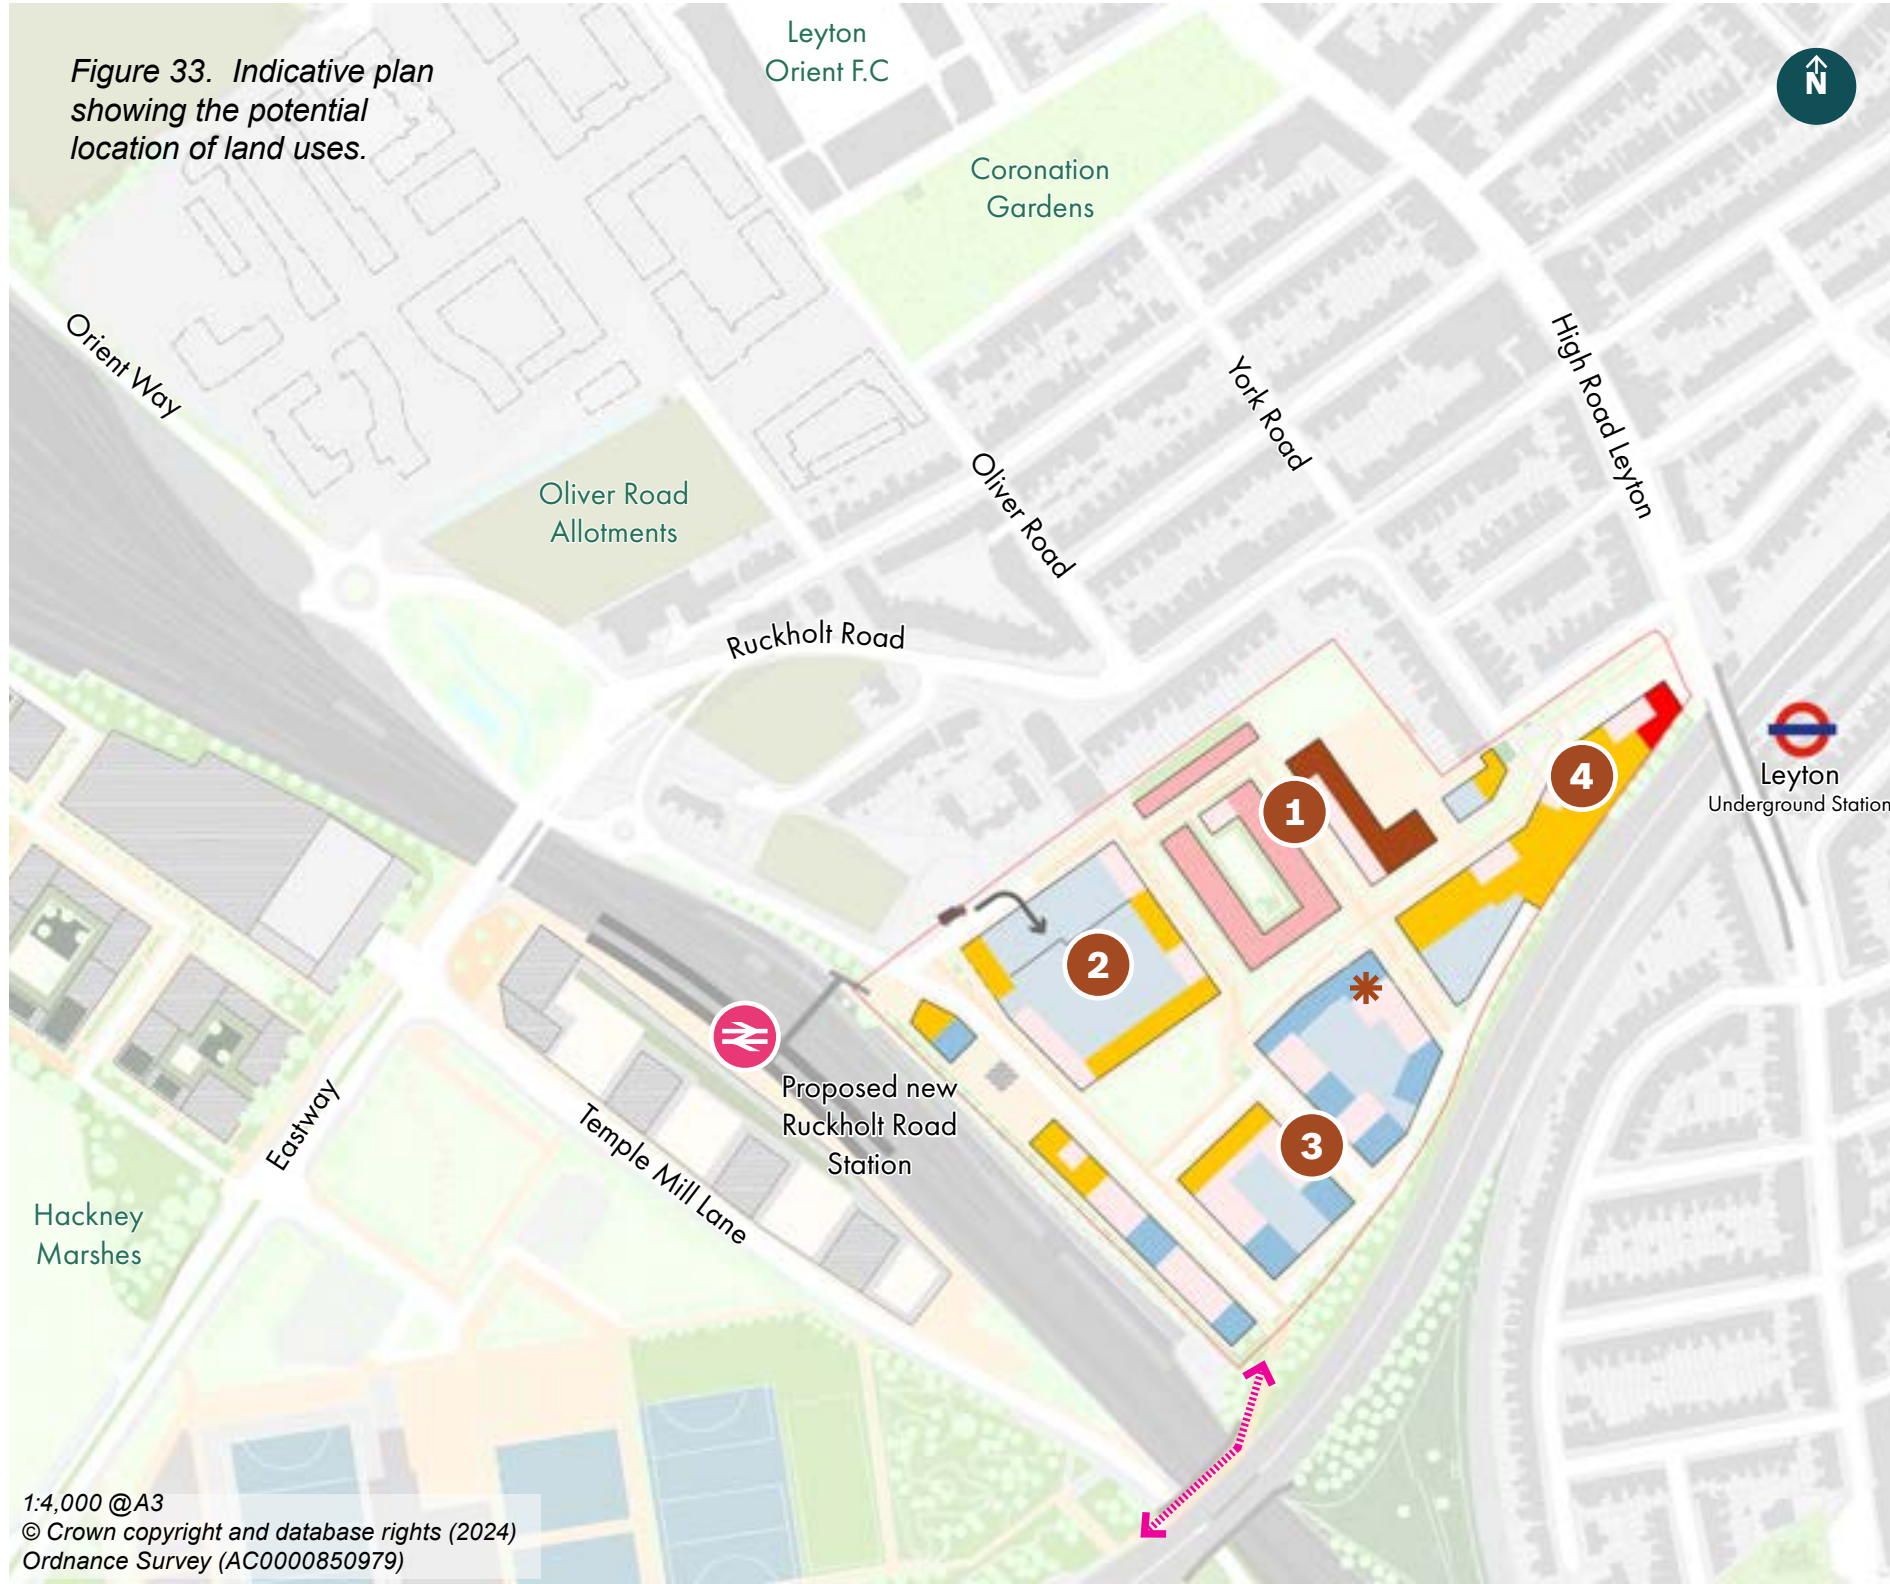 Figure 33. Indicative plan
showing the potential
location of land uses.
Leyton
Orient F.C
N
Coronation
Gardens
Orient Way
High Road Leyton
York Road
Oliver Road
Oliver Road
Allotments
Ruckholt Road
4
Leyton
Underground Station
1
2
Proposed new
Ruckholt Road
Station
3
Eastway
Temple Mill Lane
Hackney
Marshes
1:4,000 @A3
© Crown copyright and database rights (2024)
Ordnance Survey (AC0000850979)